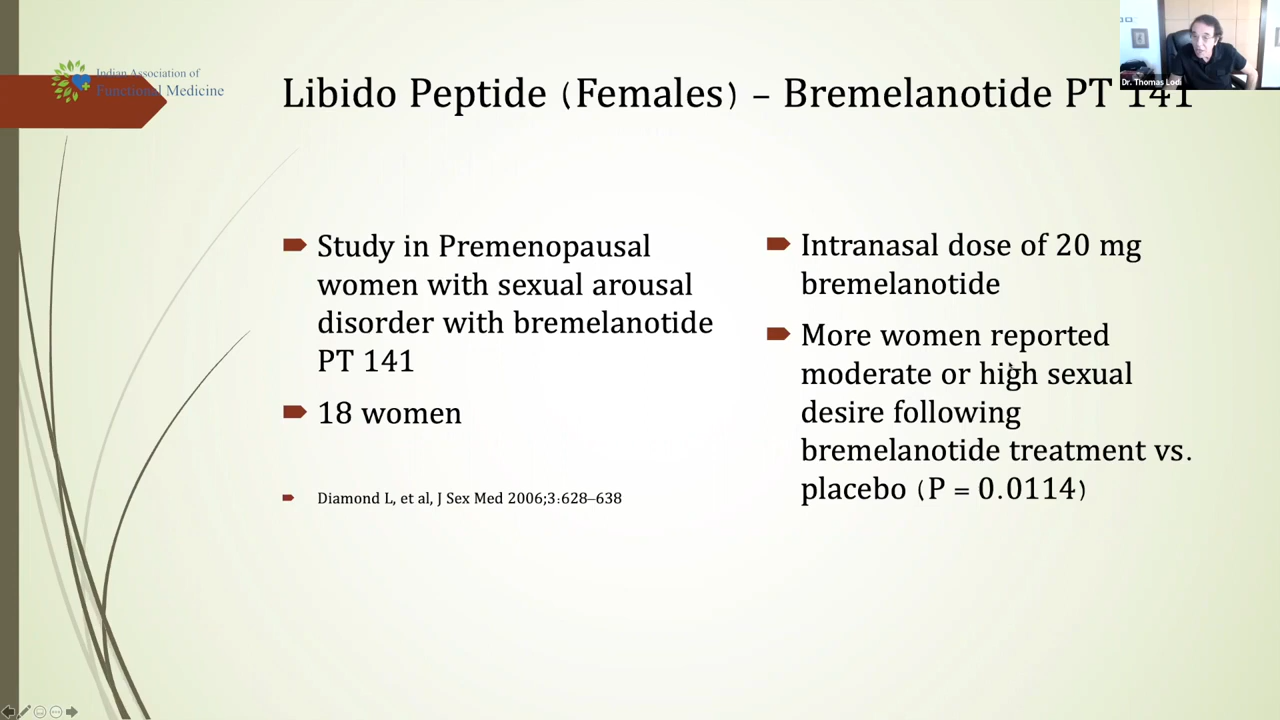 Indian Association of
Functional Medicine
Libido Peptide (Females) – Bremelanotide PT 141
Dr. Thomas Lodi
Study in Premenopausal
women with sexual arousal
disorder with bremelanotide
PT 141
18 women
Diamond L, et al, J Sex Med 2006;3:628–638
Intranasal dose of 20 mg
bremelanotide
More women reported
moderate or high sexual
desire following
bremelanotide treatment vs.
placebo (P = 0.0114)